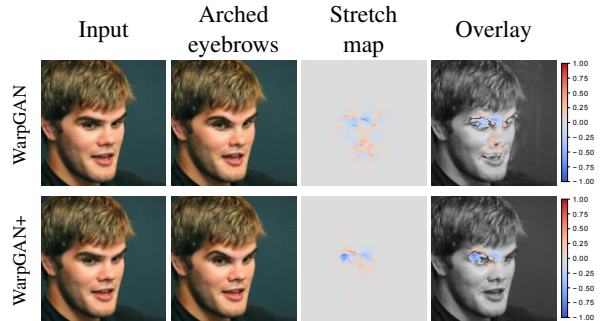 Input
Arched
eyebrows
Stretch
map
Overlay
WarpGAN
1.00
0.75
0.50
0.25
0.00
− 0.25
− 0.50
− 0.75
− 1.00
WarpGAN+
1.00
0.75
0.50
0.25
0.00
− 0.25
− 0.50
− 0.75
− 1.00